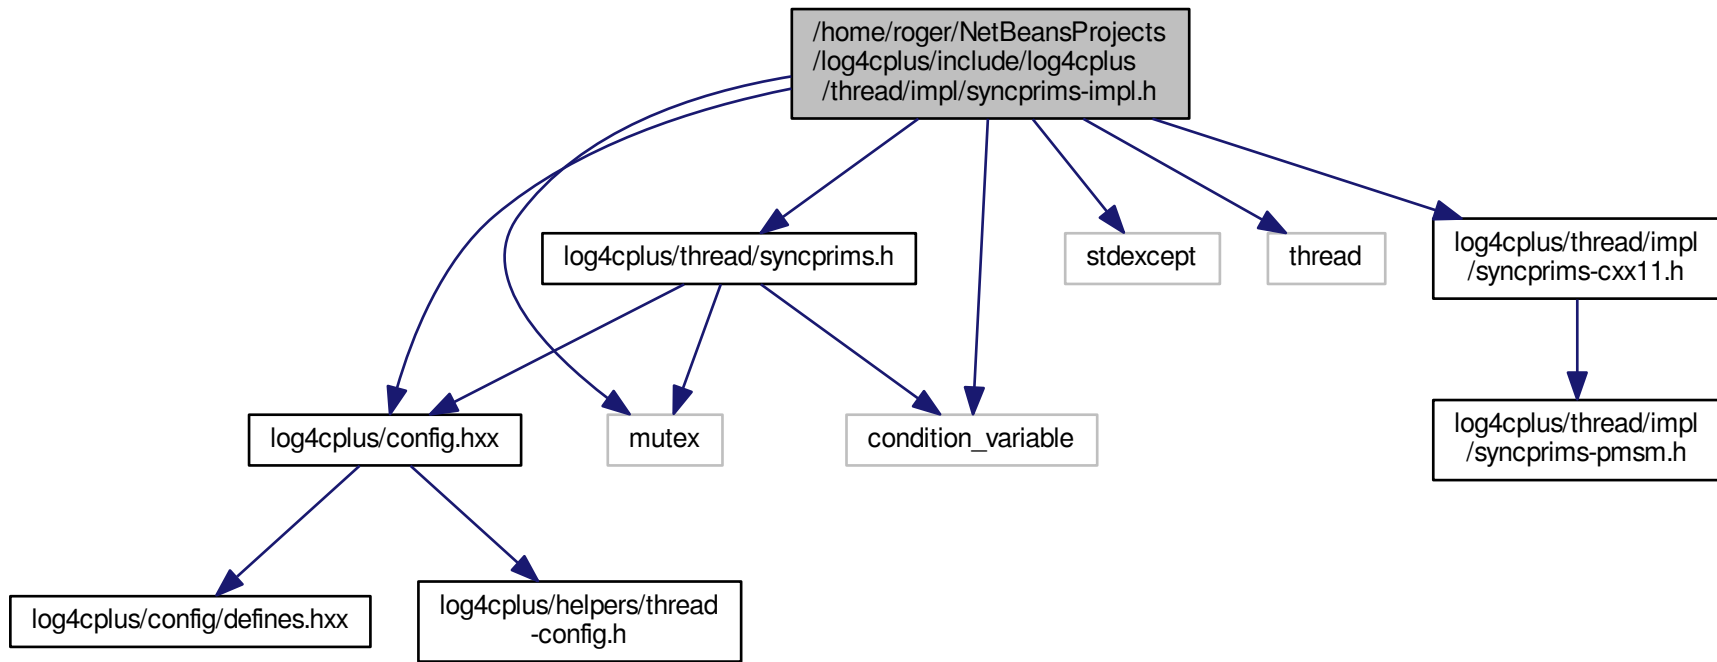 /home/roger/NetBeansProjects
/log4cplus/include/log4cplus
/thread/impl/syncprims-impl.h
log4cplus/thread/syncprims.h
stdexcept
thread
log4cplus/thread/impl
/syncprims-cxx11.h
log4cplus/config.hxx
mutex
condition_variable
log4cplus/thread/impl
/syncprims-pmsm.h
log4cplus/config/defines.hxx
log4cplus/helpers/thread
-config.h